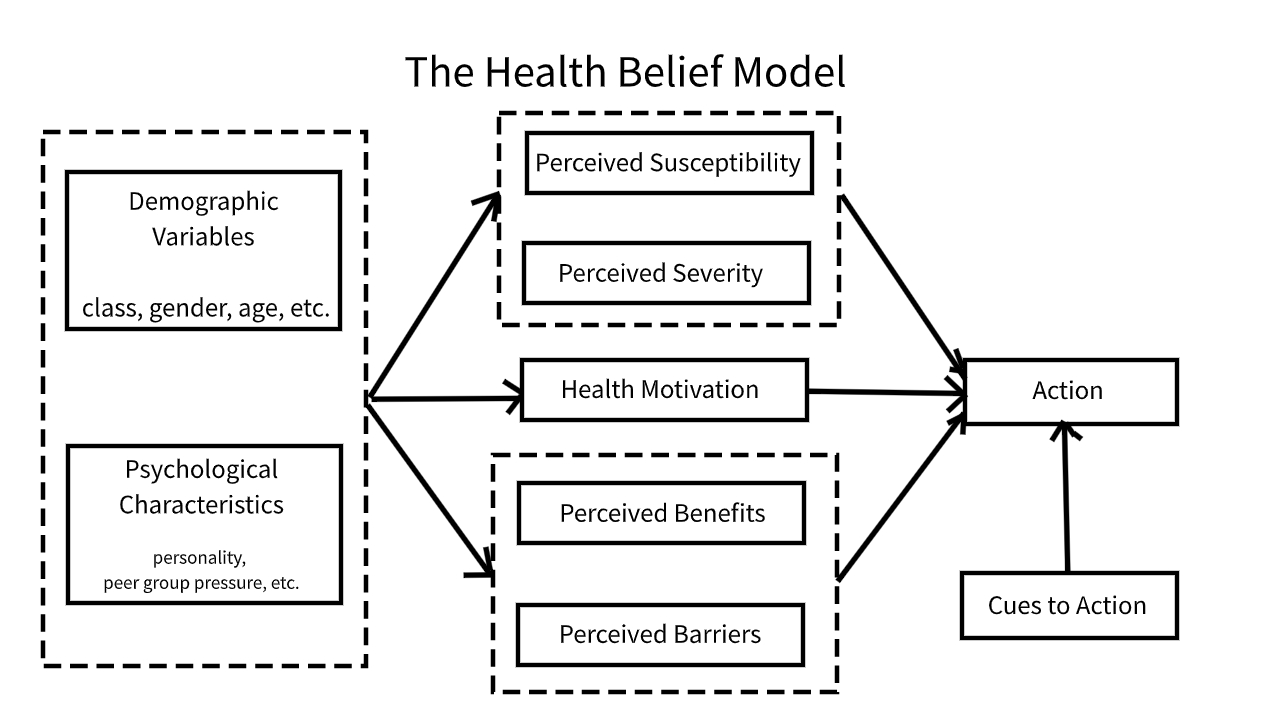 The Health Belief Model
Demographic
Variables
class, gender, age, etc.
Psychological
Characteristics
personality,
peer group pressure, etc.
Perceived Susceptibility
Perceived Severity
Health Motivation
Perceived Benefits
Perceived Barriers
Action
Cues to Action